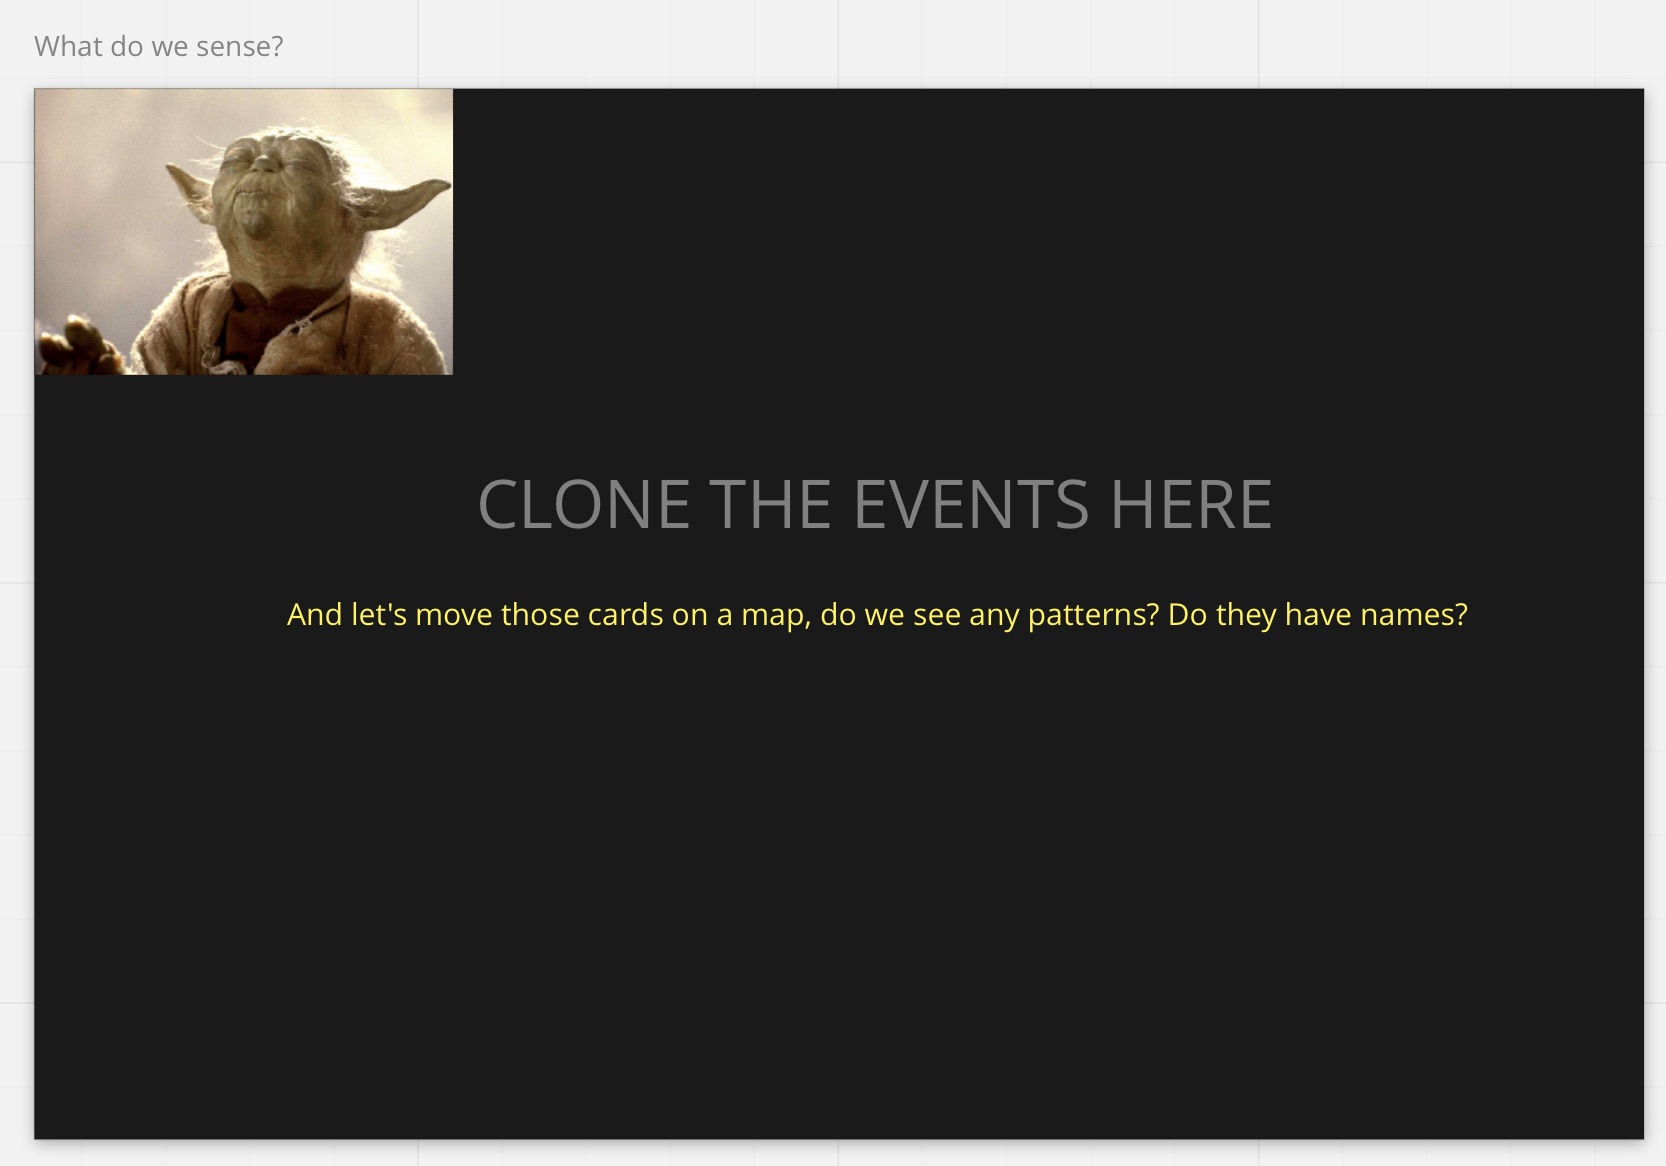 What do we sense?
CLONE THE EVENTS HERE
And let's move those cards on a map, do we see any patterns? Do they have names?